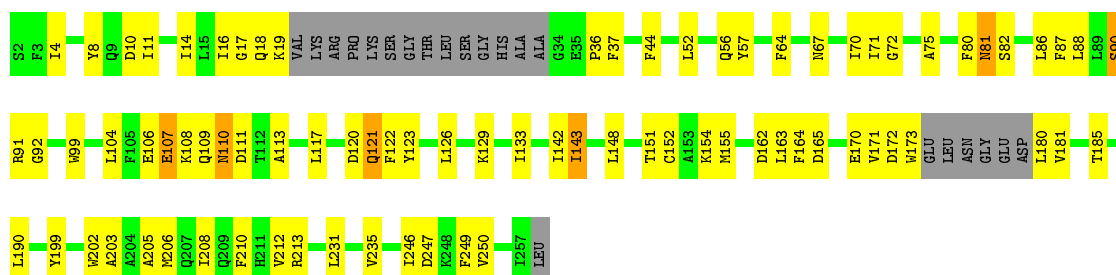 S2 F3 I4 Y8 Q9 D10 I11 I14 L15 I16 G17 Q18 K19 VAL LYS ARG PRO LYS SER GLY THR LEU SER GLY HIS ALA ALA G34 E35 P36 F37 F44 L52 Q56 Y57 F64 N67 I70 I71 G72 A75 F80 N81 S82 L86 F87 L88 L89 S90
R91 G92 W99 L104 F105 E106 E107 K108 Q109 N110 D111 T112 A113 L117 D120 Q121 F122 Y123 L126 K129 I133 I142 I143 L148 T151 C152 A153 K154 M155 D162 L163 F164 D165 E170 V171 D172 W173 GLU LEU ASN GLY GLU ASP L180 V181 T185
L190 Y199 W202 A203 A204 A205 M206 Q207 I208 Q209 F210 H211 V212 R213 L231 V235 I246 D247 K248 F249 V250 I257 LEU